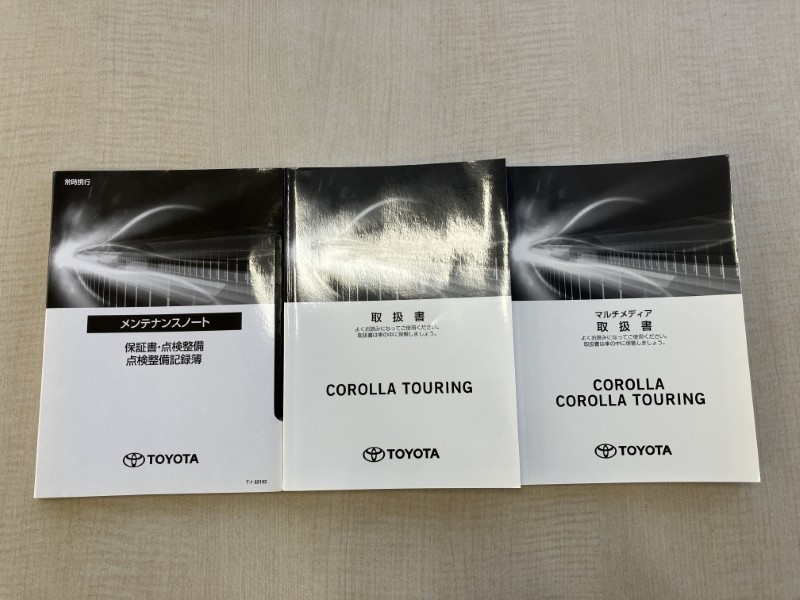 常時携行
メンテナンスノート
保証書・点検整備
点検整備記録簿
TOYOTA
取扱書
よくお読みになってご使用ください。
取扱書は車の中に保管しましょう。
COROLLA TOURING
TOYOTA
マルチメディア
取扱書
よくお読みになってご使用ください。
取扱書は車の中に保管しましょう。
COROLLA
COROLLA TOURING
TOYOTA